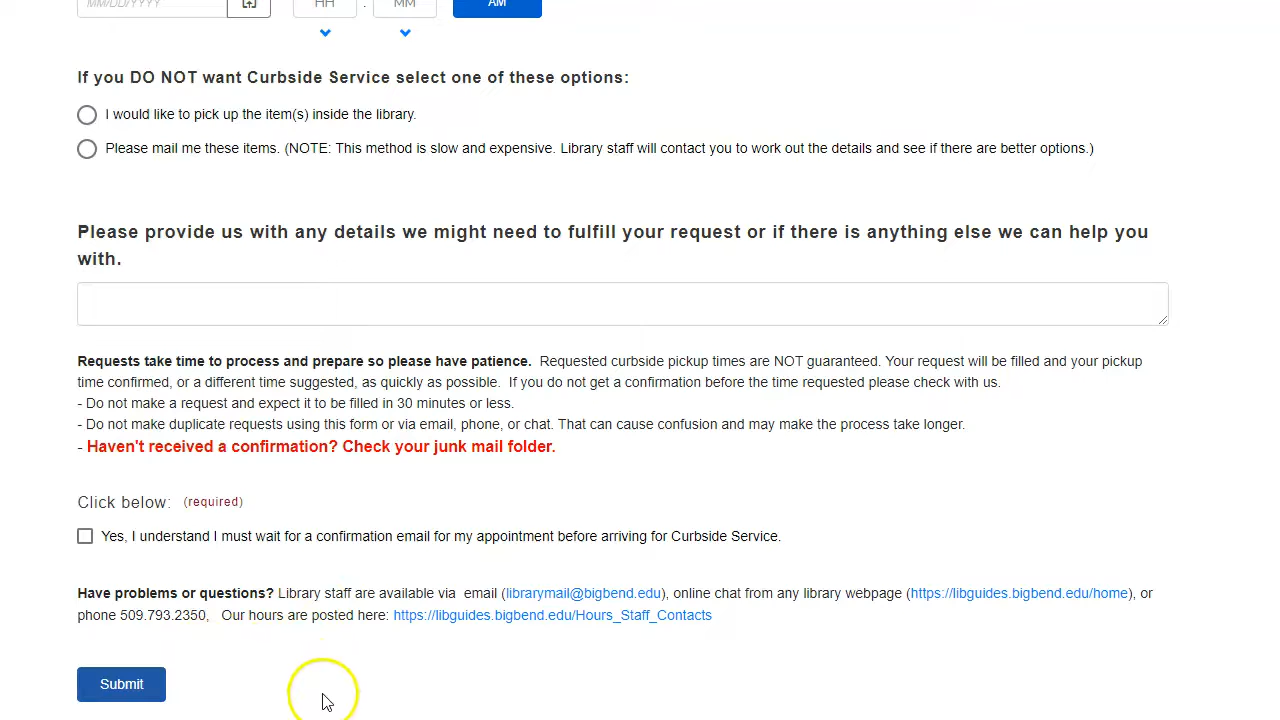 MM/DD/YYYY HH : MM AM
If you DO NOT want Curbside Service select one of these options:
I would like to pick up the item(s) inside the library.
Please mail me these items. (NOTE: This method is slow and expensive. Library staff will contact you to work out the details and see if there are better options.)
Please provide us with any details we might need to fulfill your request or if there is anything else we can help you
with.
Requests take time to process and prepare so please have patience.  Requested curbside pickup times are NOT guaranteed. Your request will be filled and your pickup
time confirmed, or a different time suggested, as quickly as possible.  If you do not get a confirmation before the time requested please check with us.
- Do not make a request and expect it to be filled in 30 minutes or less.
- Do not make duplicate requests using this form or via email, phone, or chat. That can cause confusion and may make the process take longer.
- Haven't received a confirmation? Check your junk mail folder.
Click below: (required)
Yes, I understand I must wait for a confirmation email for my appointment before arriving for Curbside Service.
Have problems or questions? Library staff are available via  email (librarymail@bigbend.edu), online chat from any library webpage (https://libguides.bigbend.edu/home), or
phone 509.793.2350,   Our hours are posted here: https://libguides.bigbend.edu/Hours_Staff_Contacts
Submit